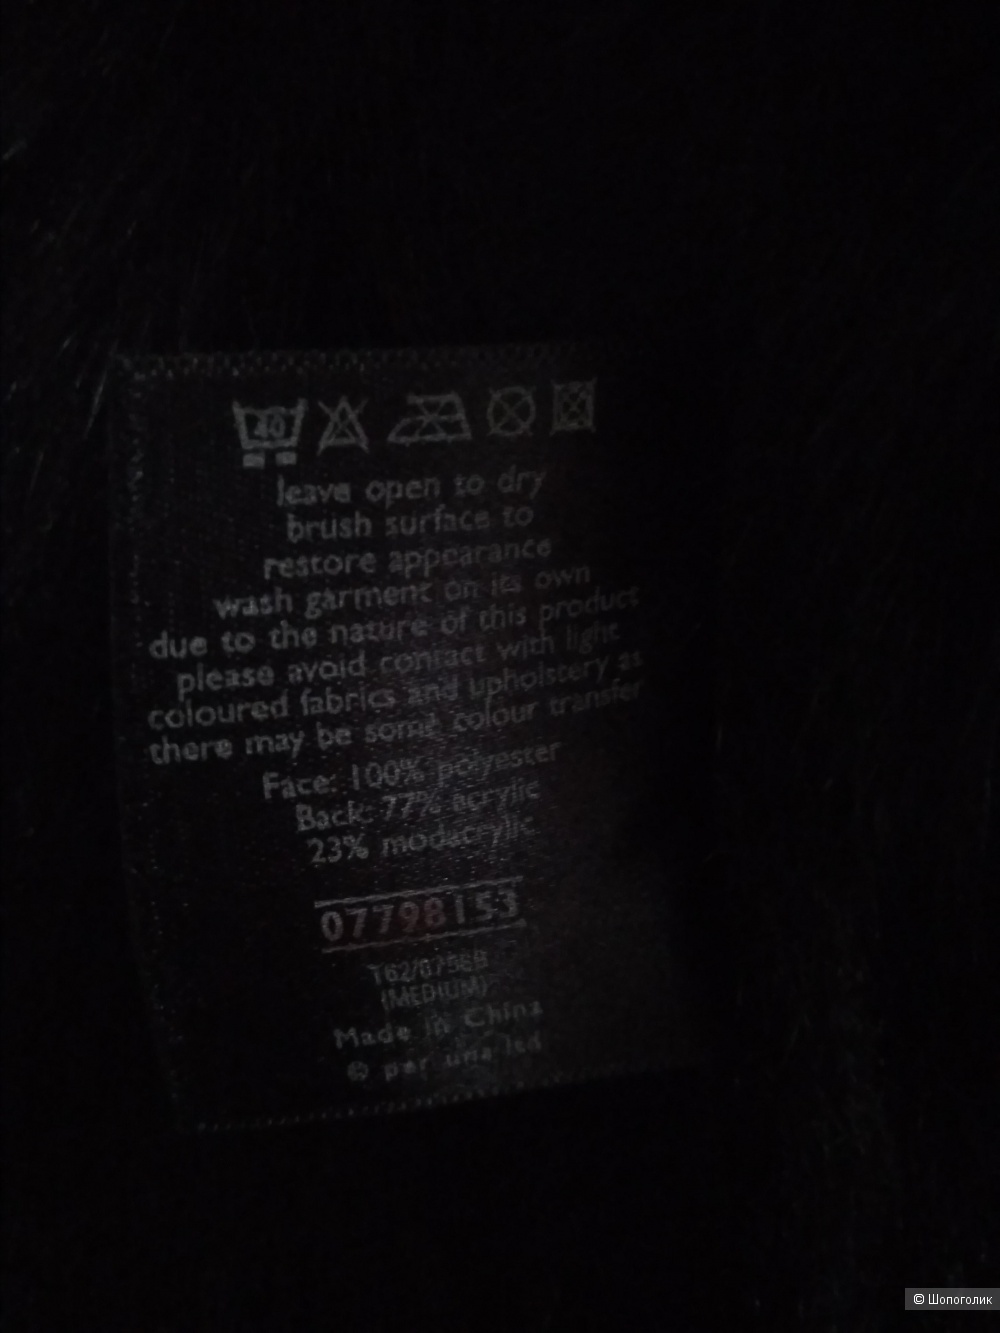 40
leave open to dry
brush surface to
restore appearance
wash garment on its own
due to the nature of this product
please avoid contact with light
coloured fabrics and upholstery as
there may be some colour transfer
Face: 100% polyester
Back: 77% acrylic
23% modacrylic
07798153
(MEDIUM)
Made in China
© per una ltd
© Шопоголик